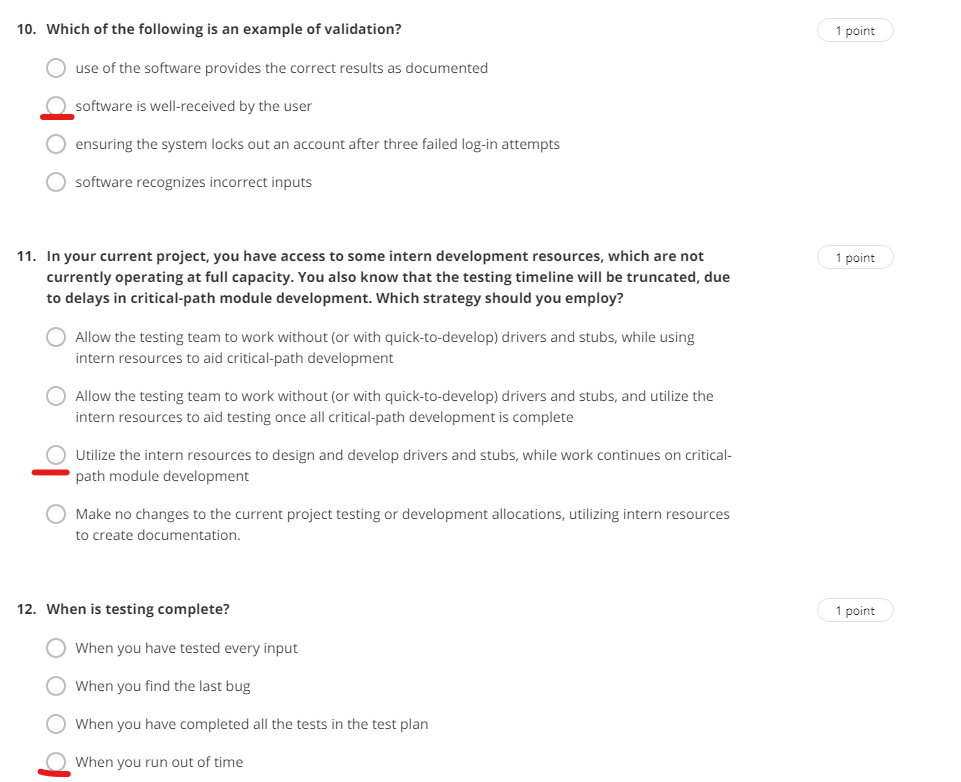 10. Which of the following is an example of validation?
1 point
use of the software provides the correct results as documented
software is well-received by the user
ensuring the system locks out an account after three failed log-in attempts
software recognizes incorrect inputs
11. In your current project, you have access to some intern development resources, which are not
1 point
currently operating at full capacity. You also know that the testing timeline will be truncated, due
to delays in critical-path module development. Which strategy should you employ?
Allow the testing team to work without (or with quick-to-develop) drivers and stubs, while using
intern resources to aid critical-path development
Allow the testing team to work without (or with quick-to-develop) drivers and stubs, and utilize the
intern resources to aid testing once all critical-path development is complete
Utilize the intern resources to design and develop drivers and stubs, while work continues on critical-
path module development
Make no changes to the current project testing or development allocations, utilizing intern resources
to create documentation.
12. When is testing complete?
1 point
When you have tested every input
When you find the last bug
When you have completed all the tests in the test plan
When you run out of time